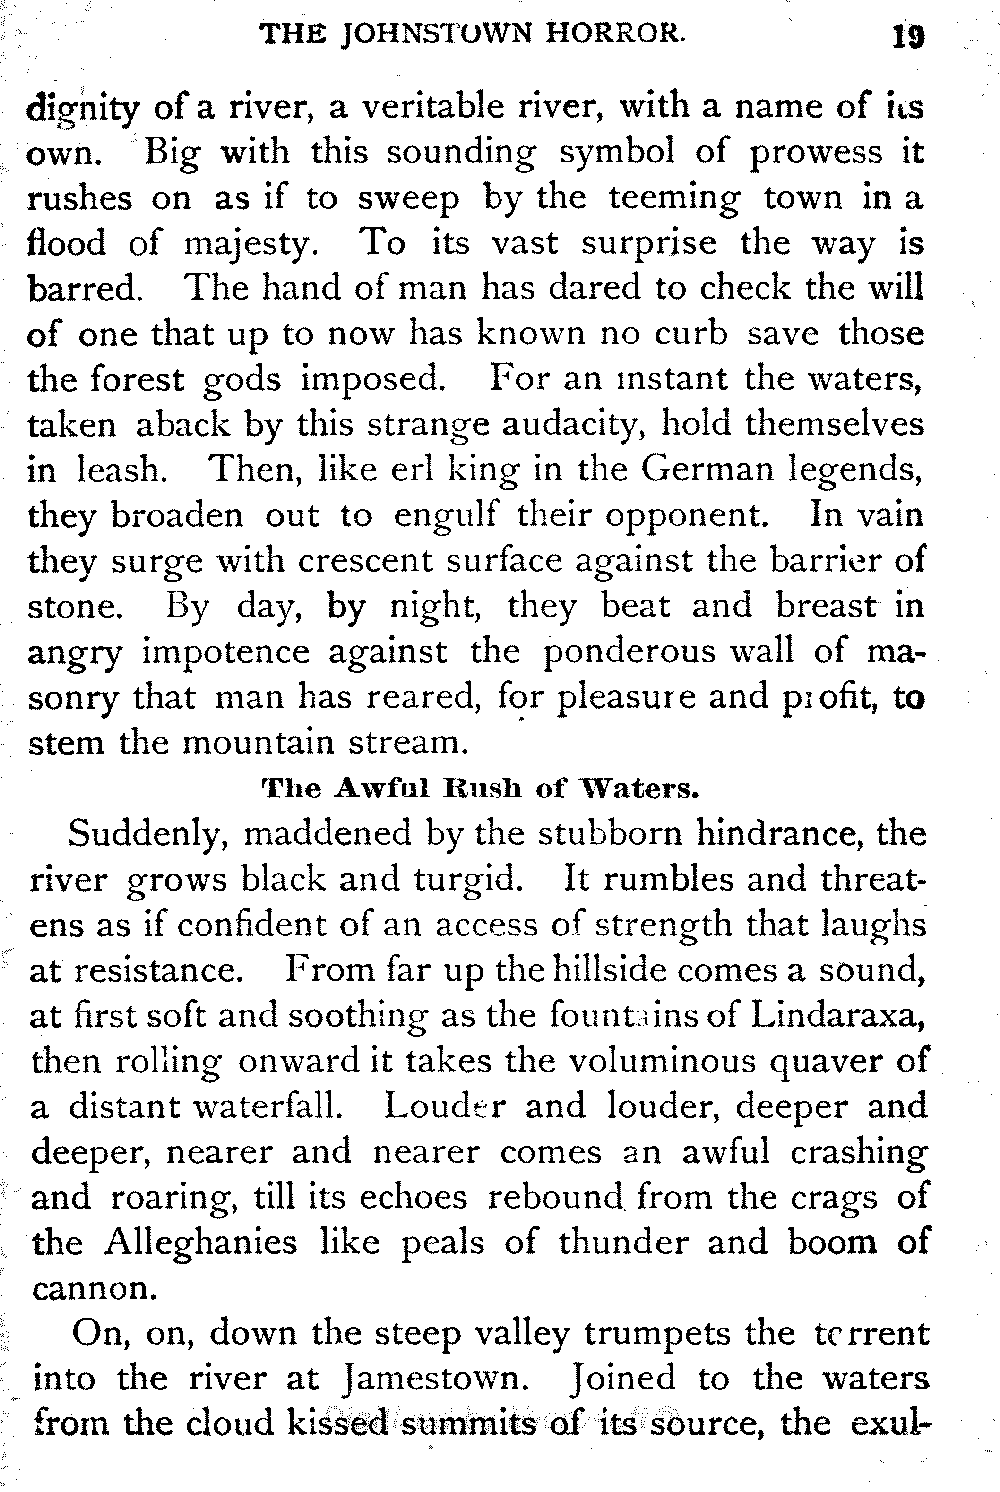 THE JOHNSTOWN HORROR. 19
dignity of a river, a veritable river, with a name of its
own. Big with this sounding symbol of prowess it
rushes on as if to sweep by the teeming town in a
flood of majesty. To its vast surprise the way is
barred. The hand of man has dared to check the will
of one that up to now has known no curb save those
the forest gods imposed. For an instant the waters,
taken aback by this strange audacity, hold themselves
in leash. Then, like erl king in the German legends,
they broaden out to engulf their opponent. In vain
they surge with crescent surface against the barrier of
stone. By day, by night, they beat and breast in
angry impotence against the ponderous wall of ma-
sonry that man has reared, for pleasure and profit, to
stem the mountain stream.
The Awful Rush of Waters.
Suddenly, maddened by the stubborn hindrance, the
river grows black and turgid. It rumbles and threat-
ens as if confident of an access of strength that laughs
at resistance. From far up the hillside comes a sound,
at first soft and soothing as the fountains of Lindaraxa,
then rolling onward it takes the voluminous quaver of
a distant waterfall. Louder and louder, deeper and
deeper, nearer and nearer comes an awful crashing
and roaring, till its echoes rebound from the crags of
the Alleghanies like peals of thunder and boom of
cannon.
On, on, down the steep valley trumpets the torrent
into the river at Jamestown. Joined to the waters
from the cloud kissed summits of its source, the exul-